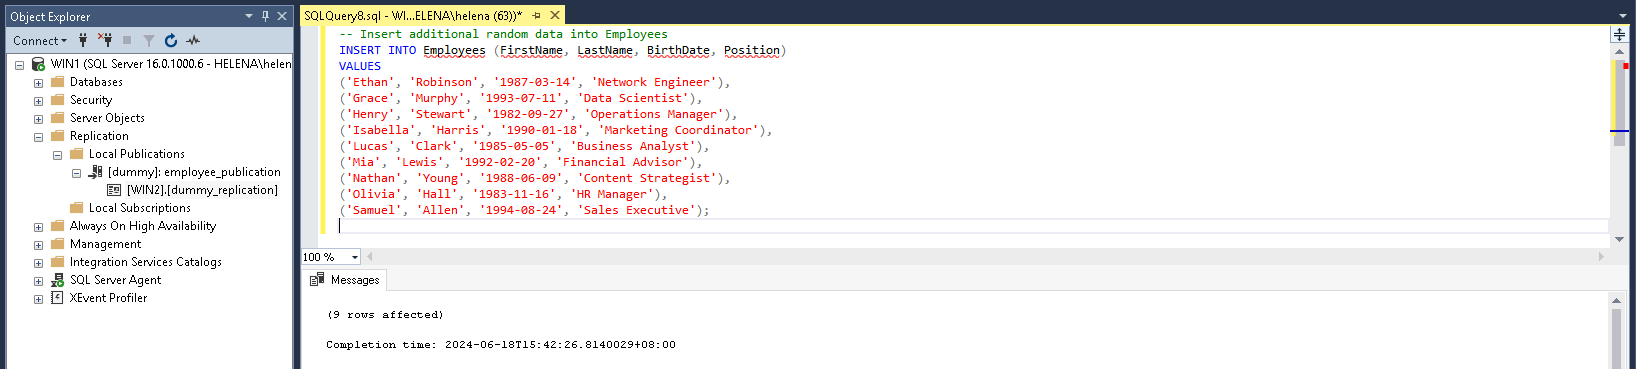 Object Explorer
Connect
WIN1 (SQL Server 16.0.1000.6 - HELENA\helen
Databases
Security
Server Objects
Replication
Local Publications
[dummy]: employee_publication
[WIN2].[dummy_replication]
Local Subscriptions
Always On High Availability
Management
Integration Services Catalogs
SQL Server Agent
XEvent Profiler
SQLQuery8.sql - WI...ELENA\helena (63))*
-- Insert additional random data into Employees
INSERT INTO Employees (FirstName, LastName, BirthDate, Position)
VALUES
('Ethan', 'Robinson', '1987-03-14', 'Network Engineer'),
('Grace', 'Murphy', '1993-07-11', 'Data Scientist'),
('Henry', 'Stewart', '1982-09-27', 'Operations Manager'),
('Isabella', 'Harris', '1990-01-18', 'Marketing Coordinator'),
('Lucas', 'Clark', '1985-05-05', 'Business Analyst'),
('Mia', 'Lewis', '1992-02-20', 'Financial Advisor'),
('Nathan', 'Young', '1988-06-09', 'Content Strategist'),
('Olivia', 'Hall', '1983-11-16', 'HR Manager'),
('Samuel', 'Allen', '1994-08-24', 'Sales Executive');
100 %
Messages
(9 rows affected)
Completion time: 2024-06-18T15:42:26.8140029+08:00